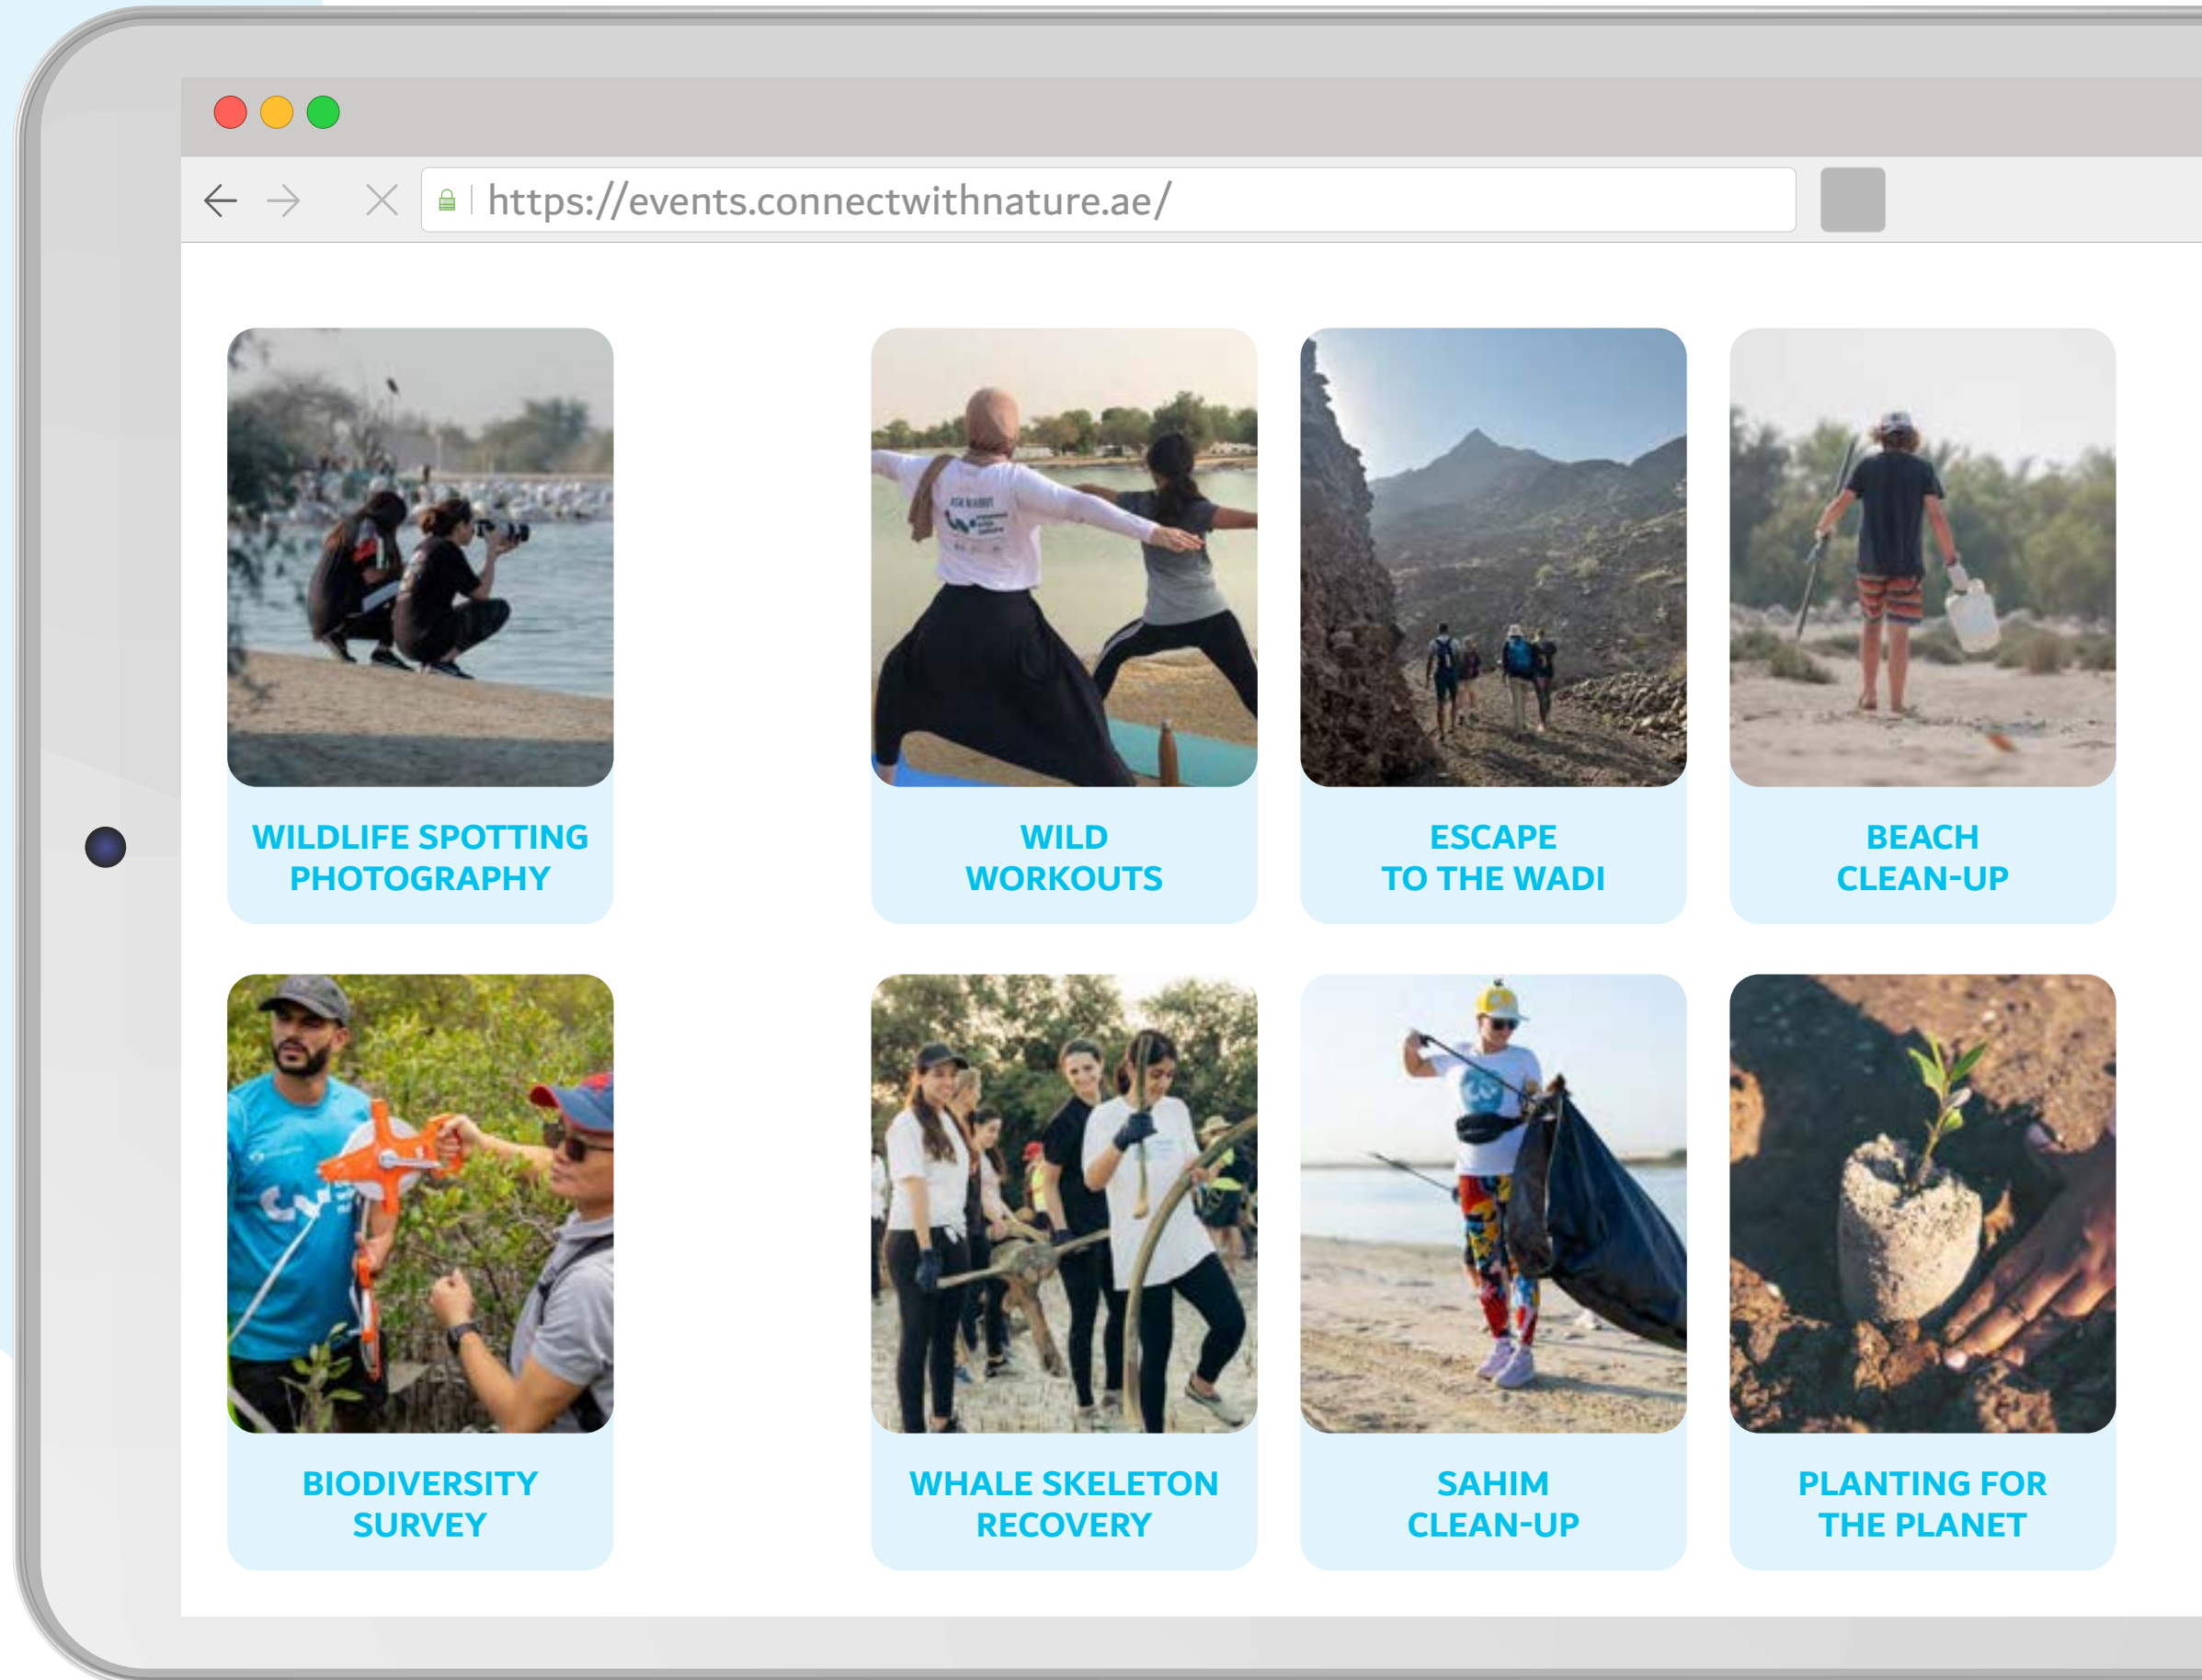 https://events.connectwithnature.ae/
WILDLIFE SPOTTING
PHOTOGRAPHY
WILD
WORKOUTS
ESCAPE
TO THE WADI
BEACH
CLEAN-UP
BIODIVERSITY
SURVEY
WHALE SKELETON
RECOVERY
SAHIM
CLEAN-UP
PLANTING FOR
THE PLANET